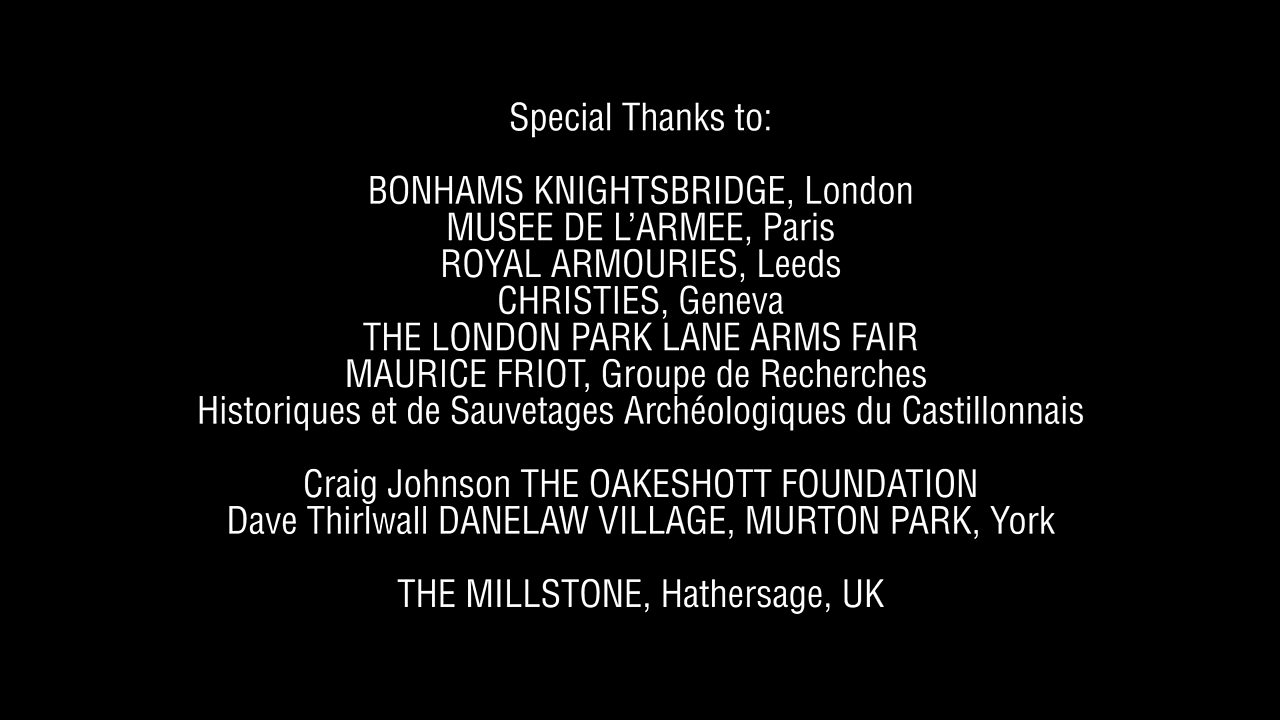 Special Thanks to:
BONHAMS KNIGHTSBRIDGE, London
MUSEE DE L’ARMEE, Paris
ROYAL ARMOURIES, Leeds
CHRISTIES, Geneva
THE LONDON PARK LANE ARMS FAIR
MAURICE FRIOT, Groupe de Recherches
Historiques et de Sauvetages Archéologiques du Castillonnais
Craig Johnson THE OAKESHOTT FOUNDATION
Dave Thirlwall DANELAW VILLAGE, MURTON PARK, York
THE MILLSTONE, Hathersage, UK